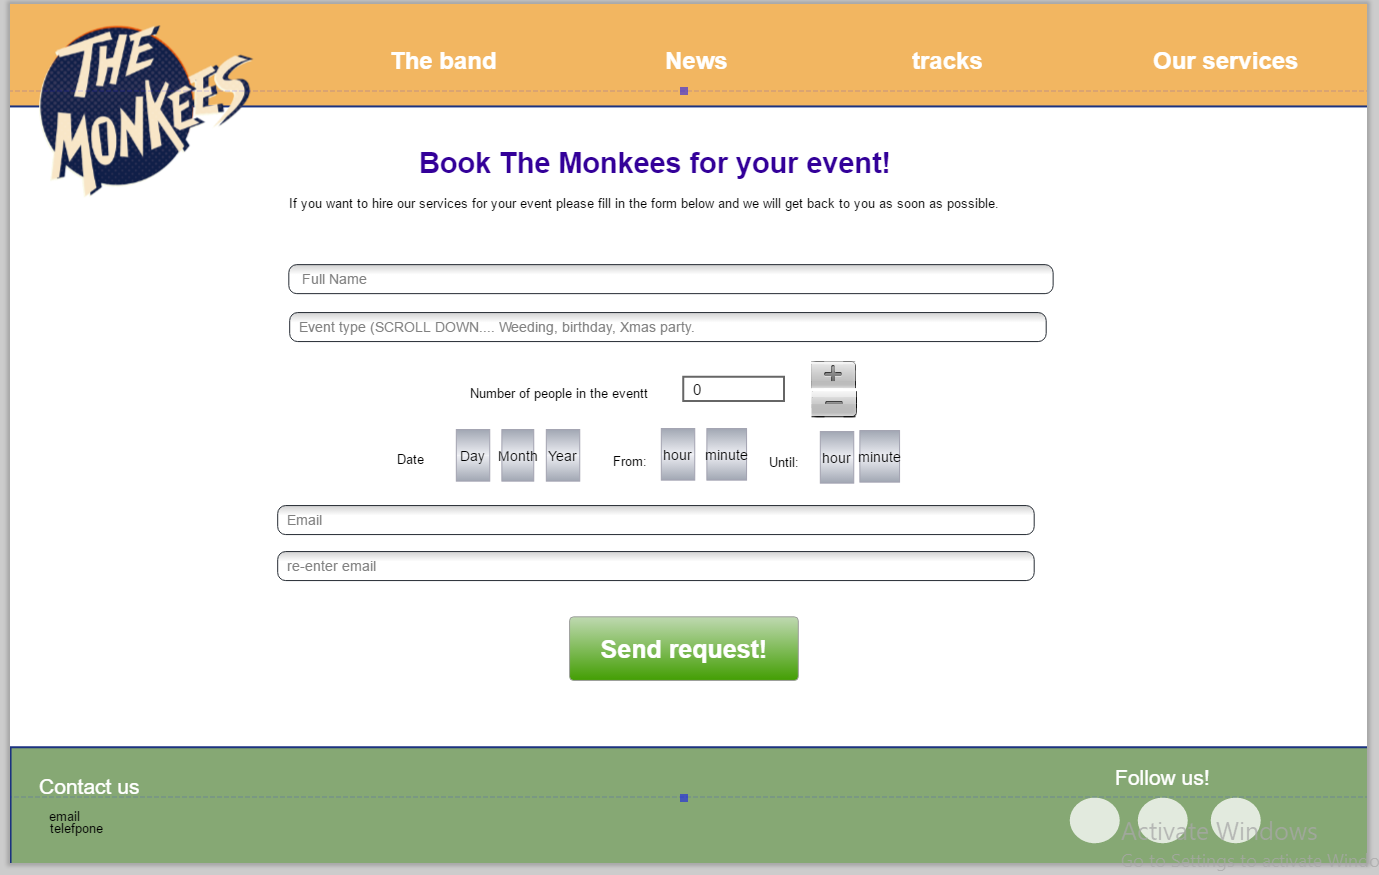 THE
MONKEES
The band News tracks Our services
Book The Monkees for your event!
If you want to hire our services for your event please fill in the form below and we will get back to you as soon as possible.
Full Name
Event type (SCROLL DOWN.... Weeding, birthday, Xmas party.
Number of people in the eventt 0 + −
Date Day Month Year From: hour minute Until: hour minute
Email
re-enter email
Send request!
Contact us
email
telefpone
Follow us!
Activate Windows
Go to Settings to activate Windo